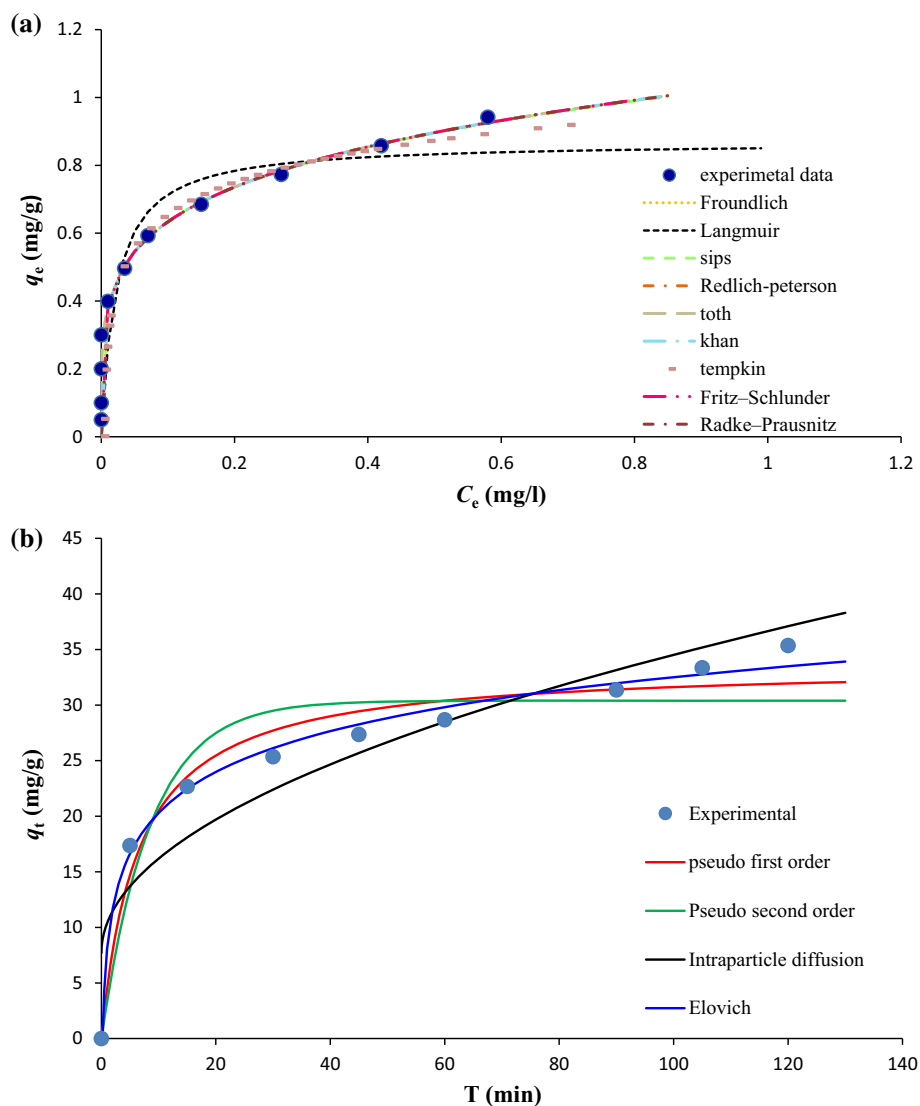 (a)
1.2
1
0.8
0.6
0.4
0.2
0
qe (mg/g)
0 0.2 0.4 0.6 0.8 1 1.2
Ce (mg/l)
experimetal data
Froundlich
Langmuir
sips
Redlich-peterson
toth
khan
tempkin
Fritz–Schlunder
Radke–Prausnitz
(b)
45
40
35
30
25
20
15
10
5
0
qt (mg/g)
0 20 40 60 80 100 120 140
T (min)
Experimental
pseudo first order
Pseudo second order
Intraparticle diffusion
Elovich